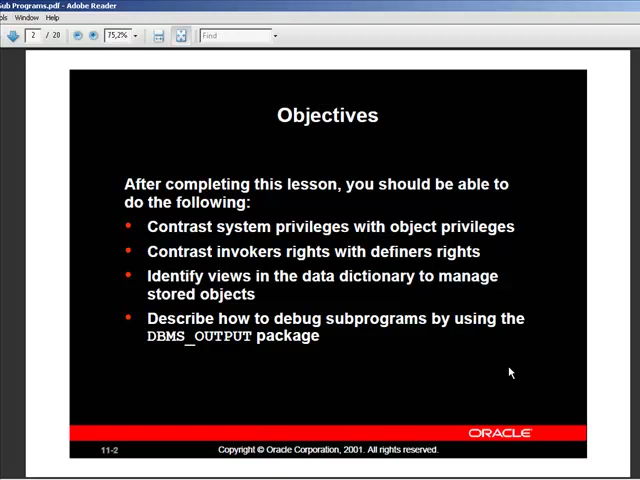 Sub Programs.pdf - Adobe Reader
ls Window Help
2 / 28 75,2% Find
Objectives
After completing this lesson, you should be able to
do the following:
• Contrast system privileges with object privileges
• Contrast invokers rights with definers rights
• Identify views in the data dictionary to manage
stored objects
• Describe how to debug subprograms by using the
DBMS_OUTPUT package
ORACLE
11-2 Copyright © Oracle Corporation, 2001. All rights reserved.